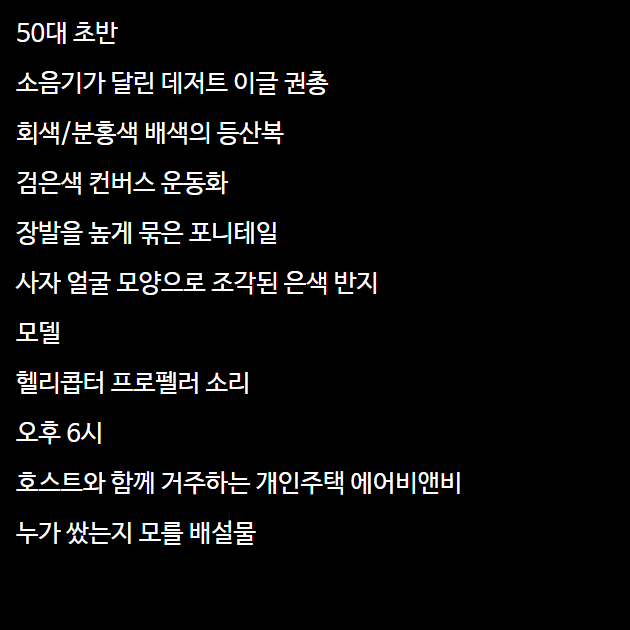 50대 초반
소음기가 달린 데저트 이글 권총
회색/분홍색 배색의 등산복
검은색 컨버스 운동화
장발을 높게 묶은 포니테일
사자 얼굴 모양으로 조각된 은색 반지
모델
헬리콥터 프로펠러 소리
오후 6시
호스트와 함께 거주하는 개인주택 에어비앤비
누가 쌌는지 모를 배설물